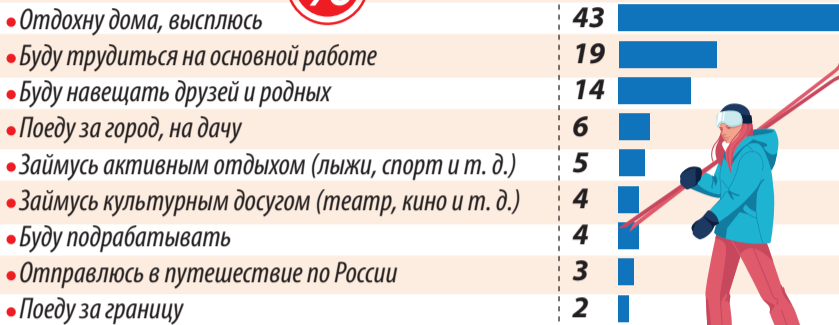 %
• Отдохну дома, высплюсь 43
• Буду трудиться на основной работе 19
• Буду навещать друзей и родных 14
• Поеду за город, на дачу 6
• Займусь активным отдыхом (лыжи, спорт и т. д.) 5
• Займусь культурным досугом (театр, кино и т. д.) 4
• Буду подрабатывать 4
• Отправлюсь в путешествие по России 3
• Поеду за границу 2